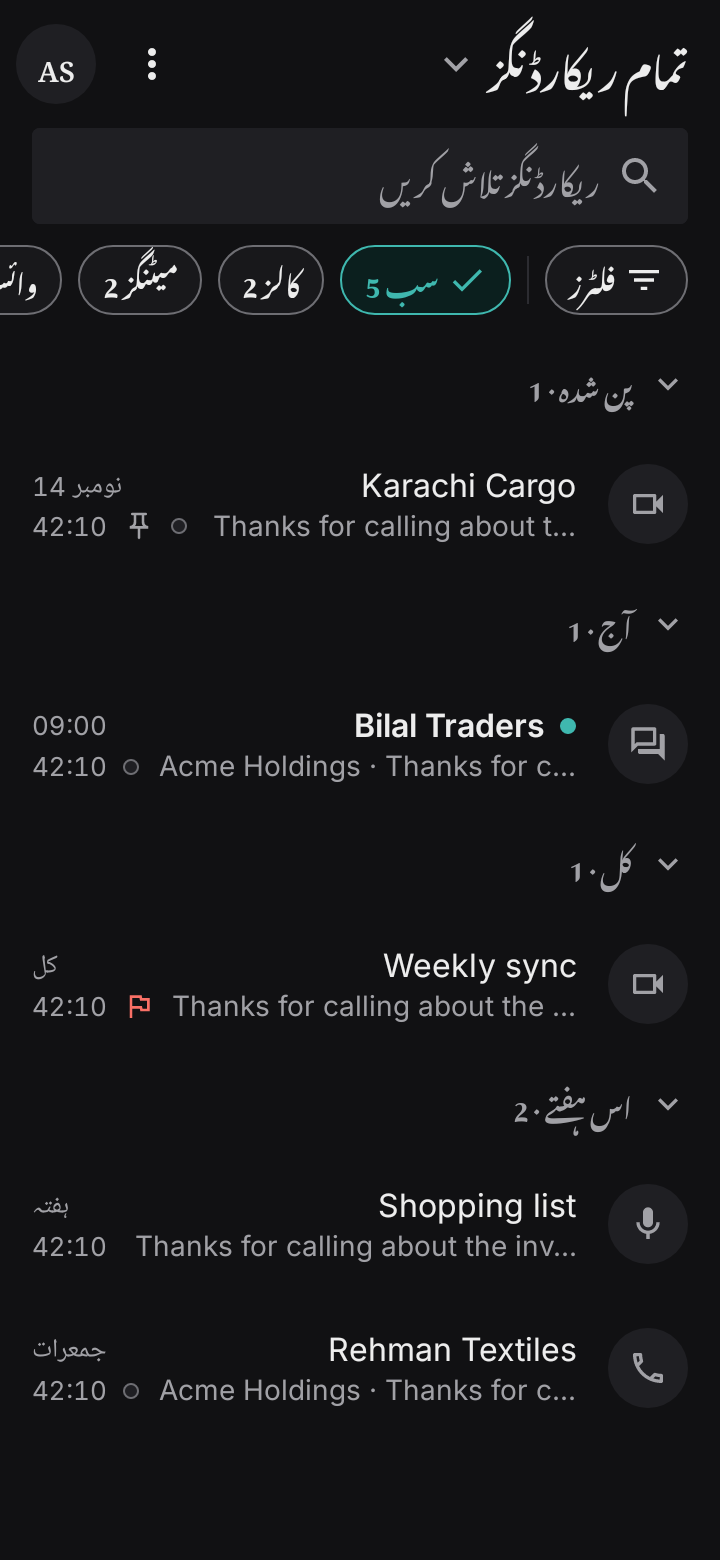 تمام ریکارڈنگز
AS
ریکارڈنگز تلاش کریں
فلٹرز
سب 5
کالز 2
میٹنگز 2
پن شدہ · 1
Karachi Cargo
14 نومبر
Thanks for calling about t...
42:10
آج · 1
Bilal Traders
09:00
Acme Holdings · Thanks for c...
42:10
کل · 1
Weekly sync
کل
Thanks for calling about the ...
42:10
اس ہفتے · 2
Shopping list
ہفتہ
Thanks for calling about the inv...
42:10
Rehman Textiles
جمعرات
Acme Holdings · Thanks for c...
42:10